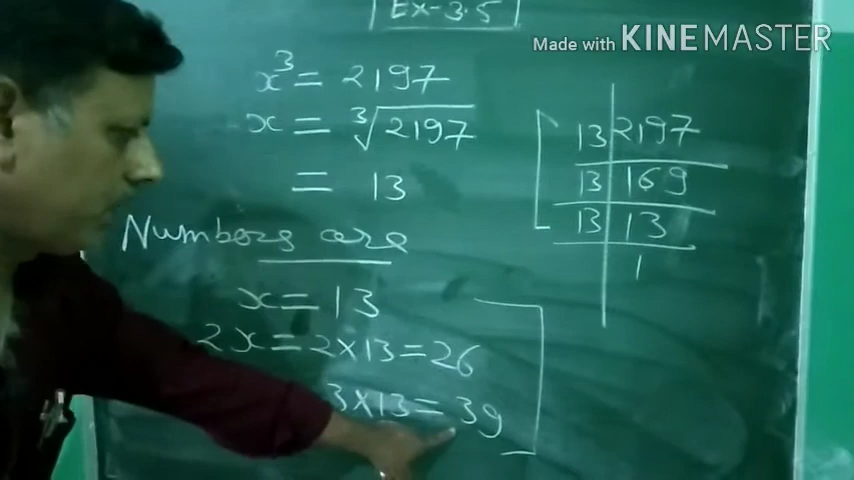 Ex-3.5
Made with KINEMASTER
x³ = 2197
x = ∛2197
= 13
13 | 2197
13 | 169
13 | 13
1
Numbers are
x = 13
2x = 2×13 = 26
3×13 = 39